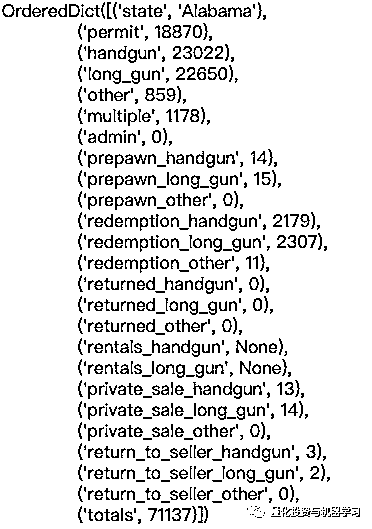 OrderedDict([('state', 'Alabama'),
('permit', 18870),
('handgun', 23022),
('long_gun', 22650),
('other', 859),
('multiple', 1178),
('admin', 0),
('prepawn_handgun', 14),
('prepawn_long_gun', 15),
('prepawn_other', 0),
('redemption_handgun', 2179),
('redemption_long_gun', 2307),
('redemption_other', 11),
('returned_handgun', 0),
('returned_long_gun', 0),
('returned_other', 0),
('rentals_handgun', None),
('rentals_long_gun', None),
('private_sale_handgun', 13),
('private_sale_long_gun', 14),
('private_sale_other', 0),
('return_to_seller_handgun', 3),
('return_to_seller_long_gun', 2),
('return_to_seller_other', 0),
('totals', 71137)])
量化投资与机器学习